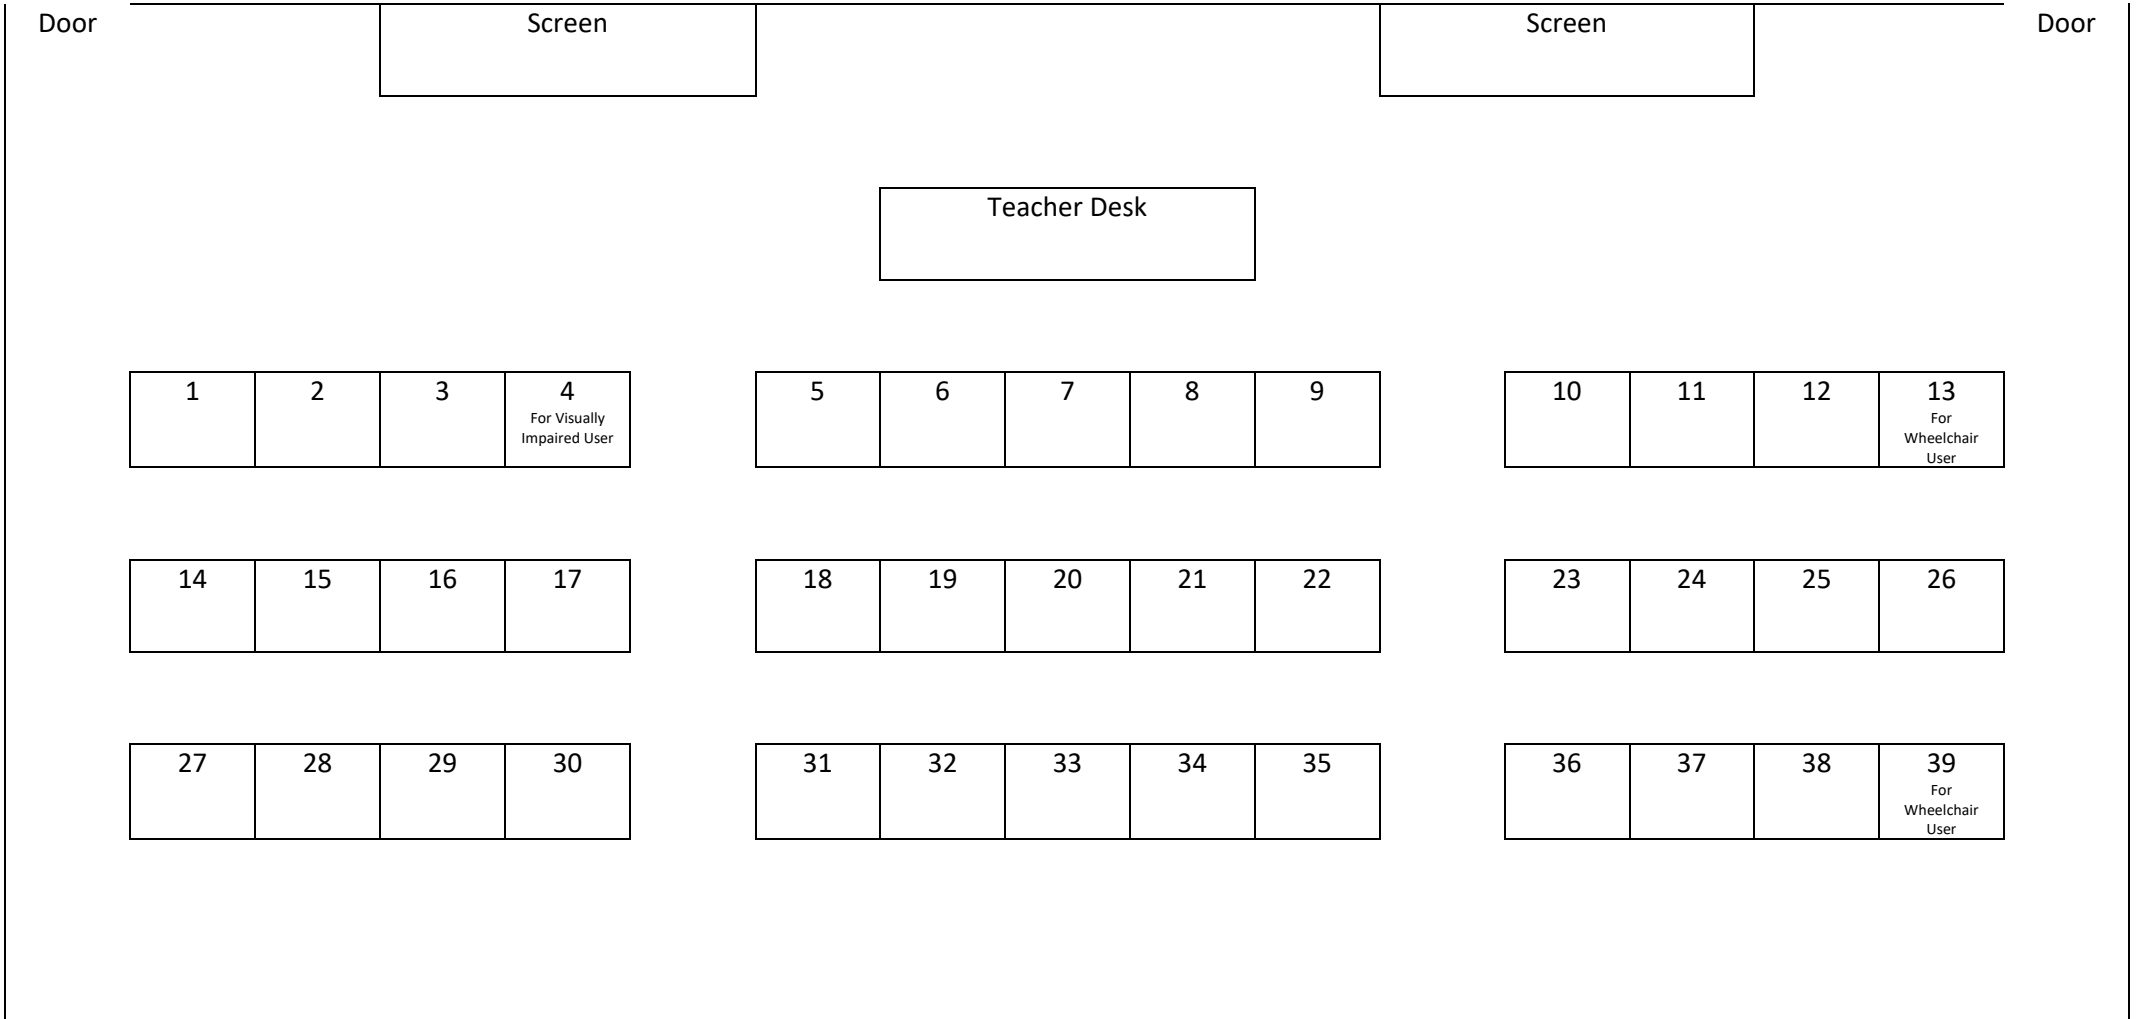 Door Screen Screen Door
Teacher Desk
1 2 3 4 5 6 7 8 9 10 11 12 13
For Visually For
Impaired User Wheelchair
User
14 15 16 17 18 19 20 21 22 23 24 25 26
27 28 29 30 31 32 33 34 35 36 37 38 39
For
Wheelchair
User